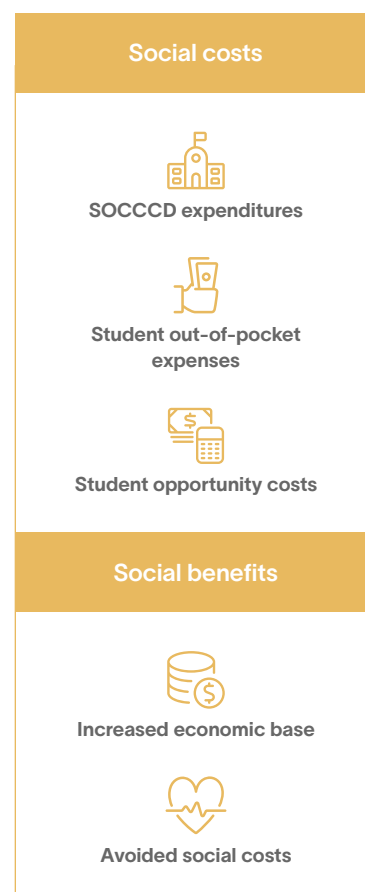 Social costs
SOCCCD expenditures
Student out-of-pocket
expenses
Student opportunity costs
Social benefits
Increased economic base
Avoided social costs